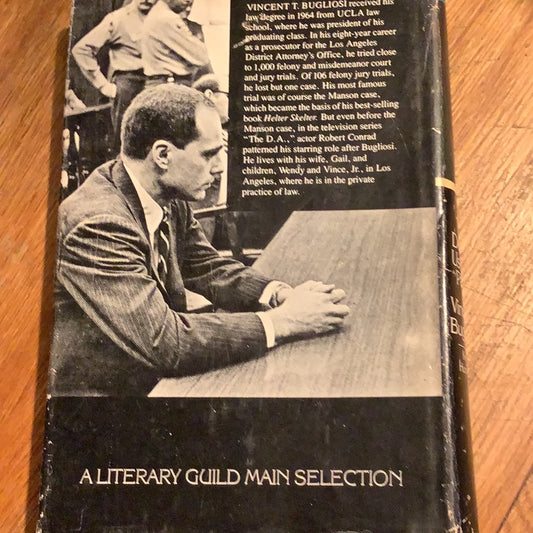 VINCENT T. BUGLIOSI received his
law degree in 1964 from UCLA law
school, where he was president of his
graduating class. In his eight-year career
as a prosecutor for the Los Angeles
District Attorney's Office, he tried close
to 1,000 felony and misdemeanor court
and jury trials. Of 106 felony jury trials,
he lost but one case. His most famous
trial was of course the Manson case,
which became the basis of his best-selling
book Helter Skelter. But even before the
Manson case, in the television series
"The D.A.," actor Robert Conrad
patterned his starring role after Bugliosi.
He lives with his wife, Gail, and
children, Wendy and Vince, Jr., in Los
Angeles, where he is in the private
practice of law.
A LITERARY GUILD MAIN SELECTION